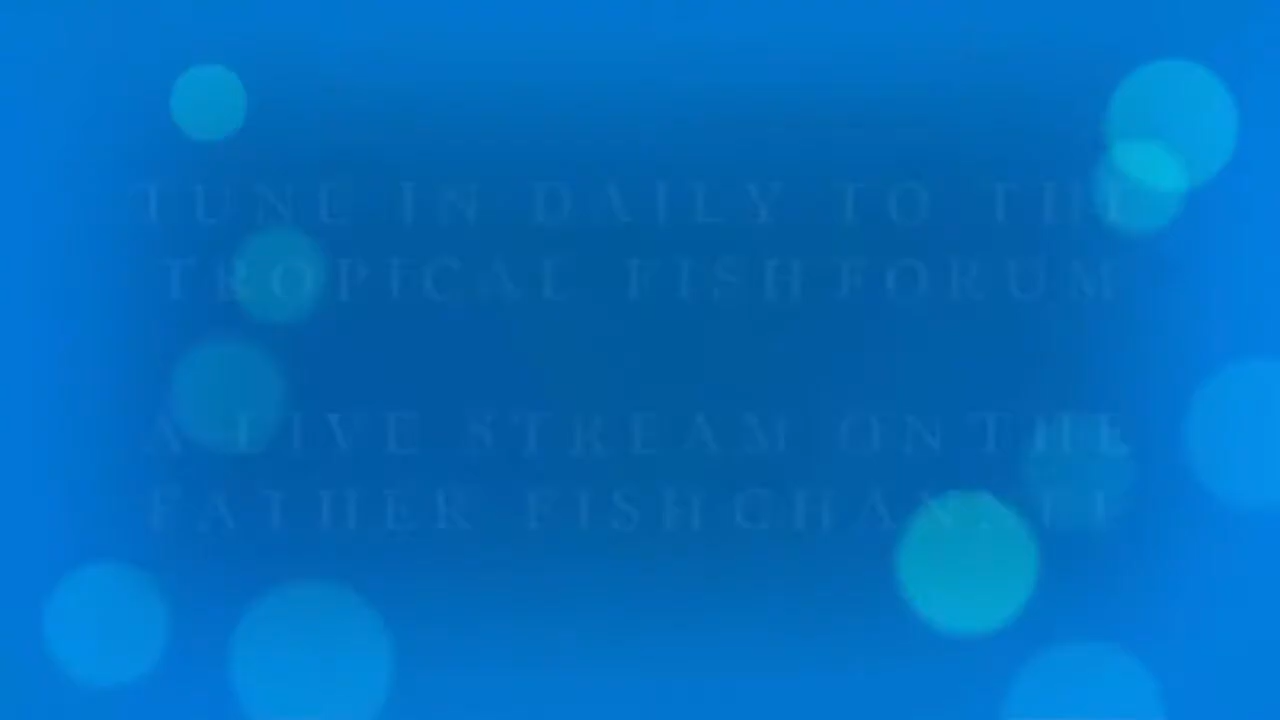 TUNE IN DAILY TO THE
TROPICAL FISH FORUM
A LIVE STREAM ON THE
FATHER FISH CHANNEL